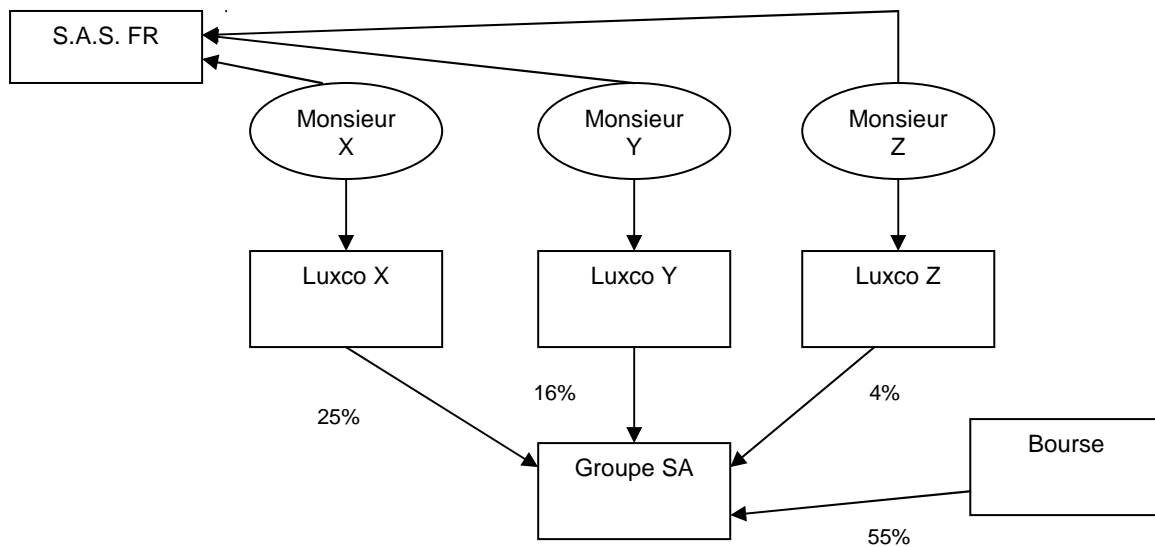 S.A.S. FR
Monsieur
X
Monsieur
Y
Monsieur
Z
Luxco X
Luxco Y
Luxco Z
25%
16%
4%
Groupe SA
Bourse
55%